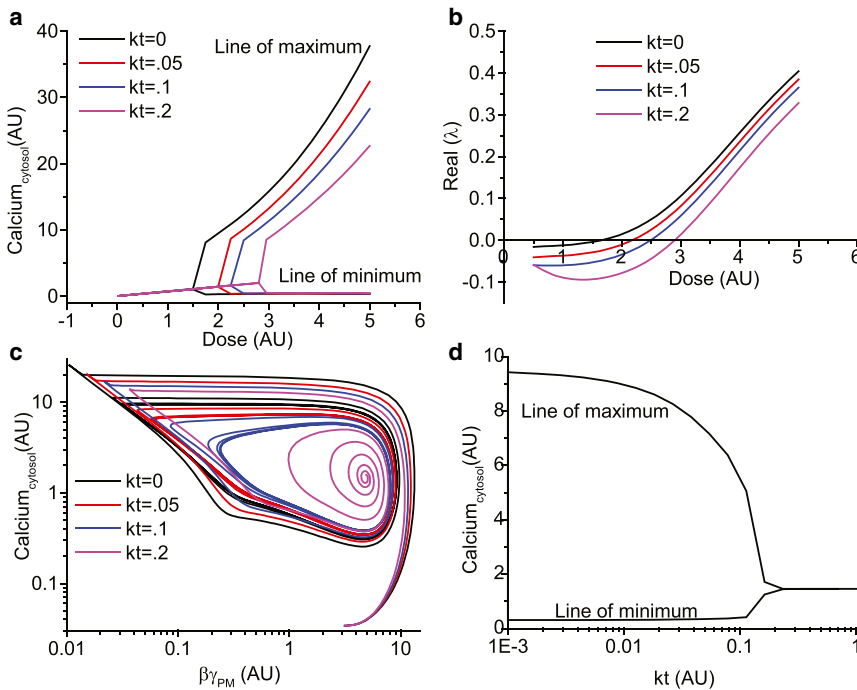 a
kt=0
kt=.05
kt=.1
kt=.2
Line of maximum
Line of minimum
Calcium_cytosol(AU)
40
30
20
10
0
-1 0 1 2 3 4 5 6
Dose (AU)
b
kt=0
kt=.05
kt=.1
kt=.2
Real (λ)
0.5
0.4
0.3
0.2
0.1
0.0
-0.1
0 1 2 3 4 5 6
Dose (AU)
c
kt=0
kt=.05
kt=.1
kt=.2
Calcium_cytosol(AU)
10
1
0.1
0.01 0.1 1 10
βγ_PM (AU)
d
Line of maximum
Line of minimum
Calcium_cytosol(AU)
10
8
6
4
2
0
1E-3 0.01 0.1 1
kt (AU)